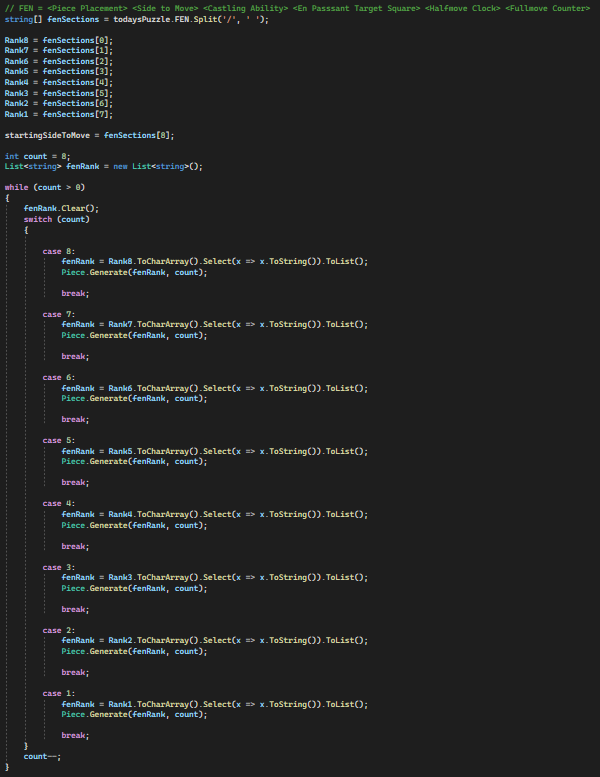 // FEN = <Piece Placement> <Side to Move> <Castling Ability> <En Passsant Target Square> <Halfmove Clock> <Fullmove Counter>
string[] fenSections = todaysPuzzle.FEN.Split('/', ' ');
Rank8 = fenSections[0];
Rank7 = fenSections[1];
Rank6 = fenSections[2];
Rank5 = fenSections[3];
Rank4 = fenSections[4];
Rank3 = fenSections[5];
Rank2 = fenSections[6];
Rank1 = fenSections[7];
startingSideToMove = fenSections[8];
int count = 8;
List<string> fenRank = new List<string>();
while (count > 0)
{
fenRank.Clear();
switch (count)
{
case 8:
fenRank = Rank8.ToCharArray().Select(x => x.ToString()).ToList();
Piece.Generate(fenRank, count);
break;
case 7:
fenRank = Rank7.ToCharArray().Select(x => x.ToString()).ToList();
Piece.Generate(fenRank, count);
break;
case 6:
fenRank = Rank6.ToCharArray().Select(x => x.ToString()).ToList();
Piece.Generate(fenRank, count);
break;
case 5:
fenRank = Rank5.ToCharArray().Select(x => x.ToString()).ToList();
Piece.Generate(fenRank, count);
break;
case 4:
fenRank = Rank4.ToCharArray().Select(x => x.ToString()).ToList();
Piece.Generate(fenRank, count);
break;
case 3:
fenRank = Rank3.ToCharArray().Select(x => x.ToString()).ToList();
Piece.Generate(fenRank, count);
break;
case 2:
fenRank = Rank2.ToCharArray().Select(x => x.ToString()).ToList();
Piece.Generate(fenRank, count);
break;
case 1:
fenRank = Rank1.ToCharArray().Select(x => x.ToString()).ToList();
Piece.Generate(fenRank, count);
break;
}
count--;
}